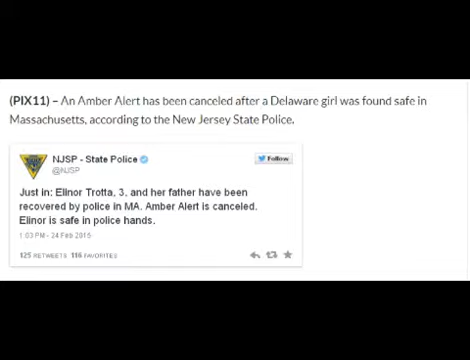 (PIX11) – An Amber Alert has been canceled after a Delaware girl was found safe in
Massachusetts, according to the New Jersey State Police.
NJSP - State Police
@NJSP
Follow
Just in: Elinor Trotta, 3, and her father have been
recovered by police in MA. Amber Alert is canceled.
Elinor is safe in police hands.
1:03 PM - 24 Feb 2015
125 RETWEETS 116 FAVORITES